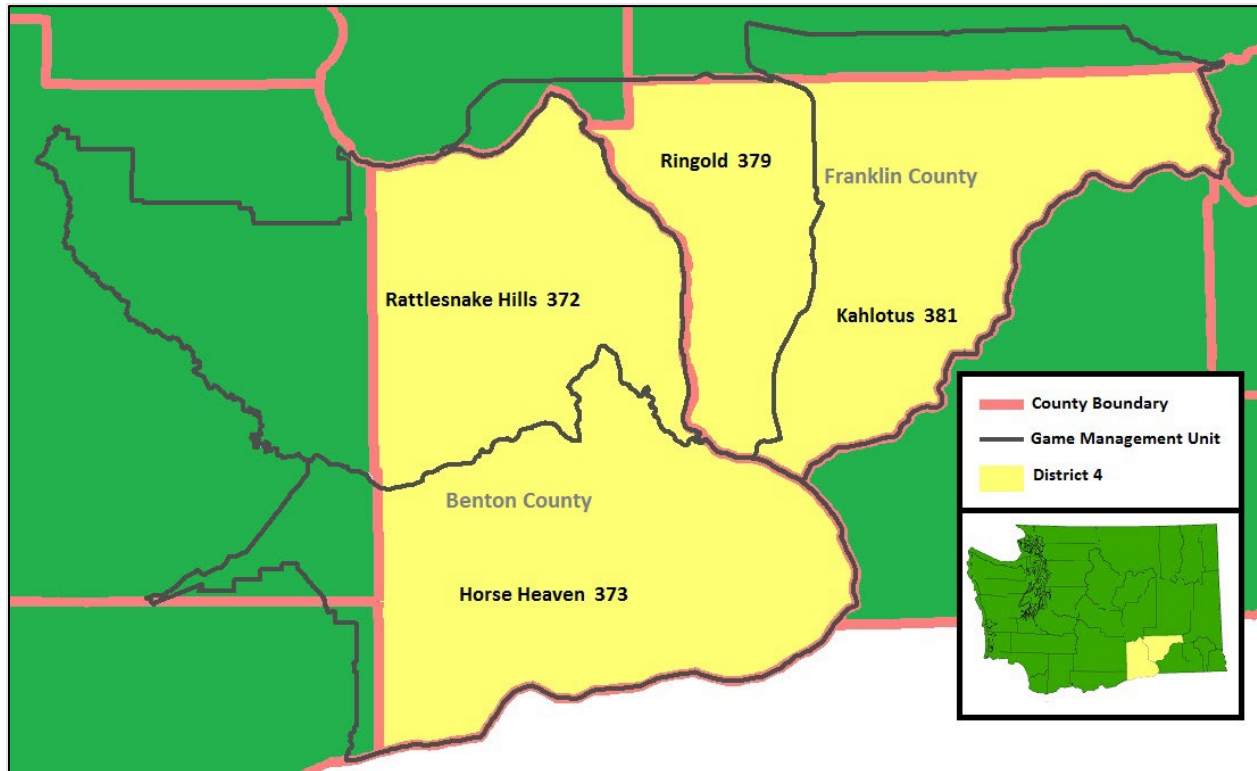 Ringold 379
Franklin County
Rattlesnake Hills 372
Kahlotus 381
Benton County
Horse Heaven 373
County Boundary
Game Management Unit
District 4